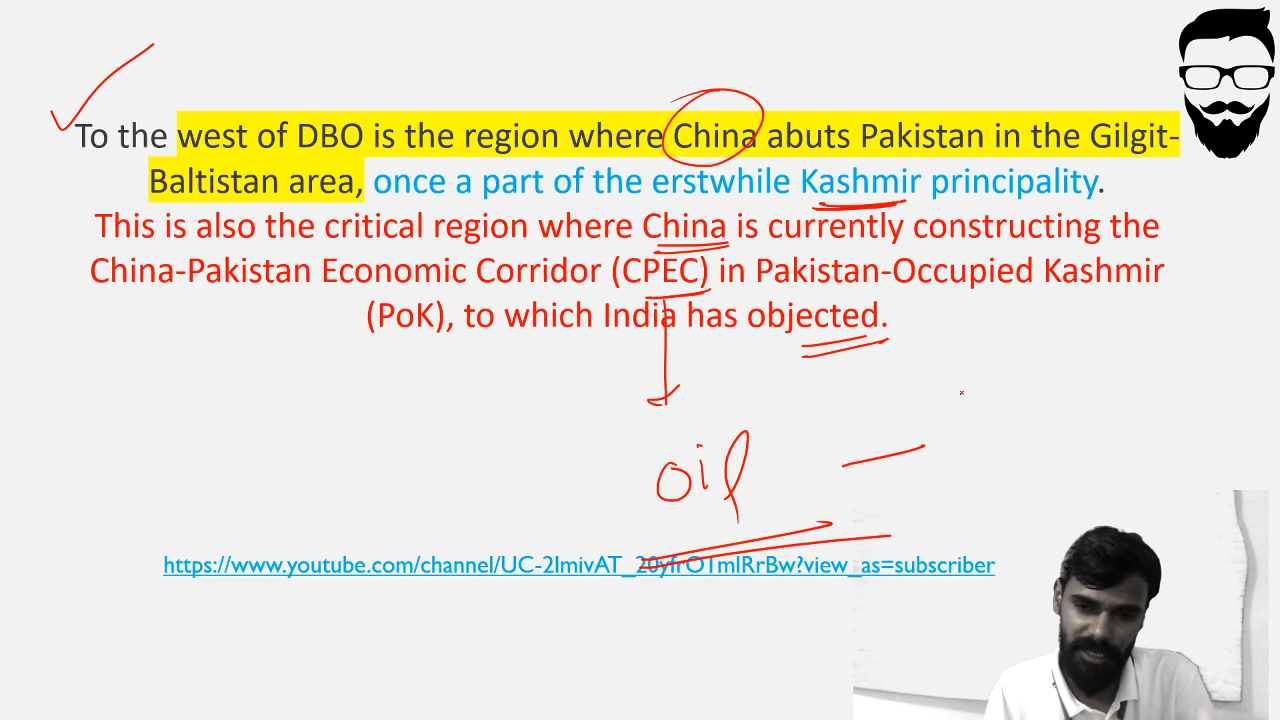 To the west of DBO is the region where China abuts Pakistan in the Gilgit-
Baltistan area, once a part of the erstwhile Kashmir principality.
This is also the critical region where China is currently constructing the
China-Pakistan Economic Corridor (CPEC) in Pakistan-Occupied Kashmir
(PoK), to which India has objected.
oil
https://www.youtube.com/channel/UC-2lmivAT_20yfrOTmlRrBw?view_as=subscriber